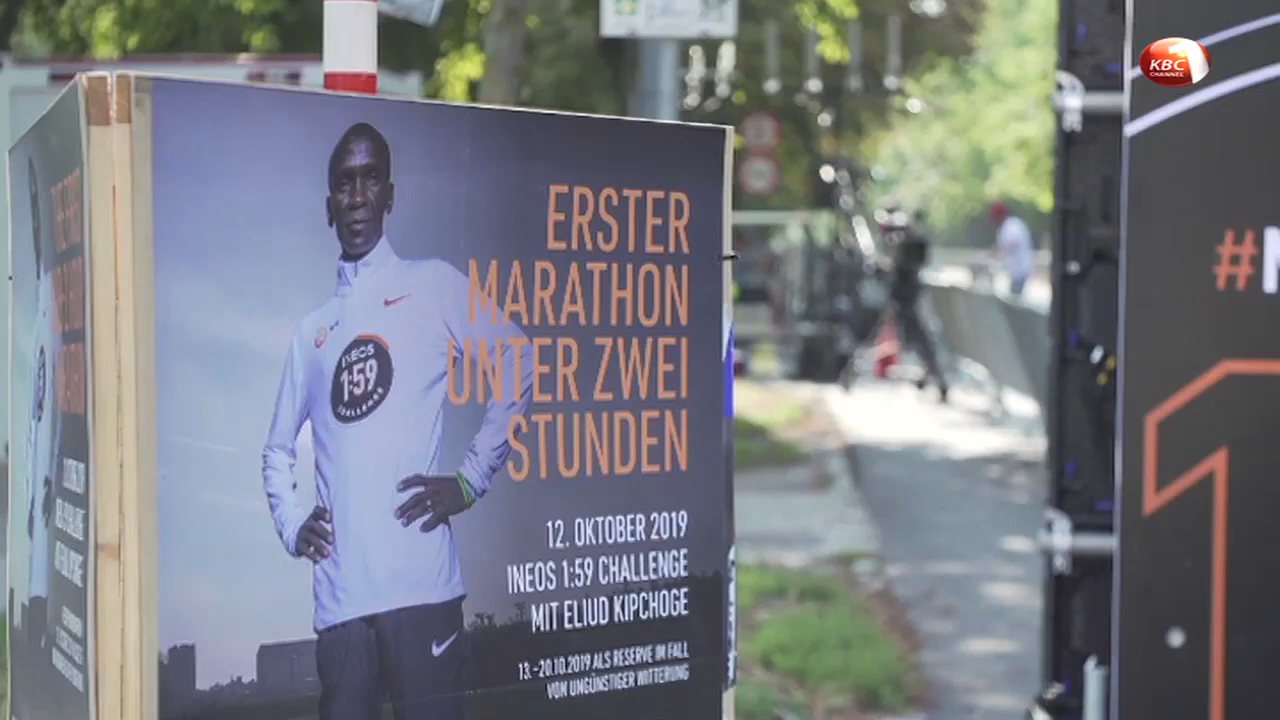 KBC
CHANNEL 1
ERSTER
MARATHON
UNTER ZWEI
STUNDEN
INEOS
1:59
CHALLENGE
12. OKTOBER 2019
INEOS 1:59 CHALLENGE
MIT ELIUD KIPCHOGE
13.-20.10.2019 ALS RESERVE IM FALL
VON UNGÜNSTIGER WITTERUNG
#
1